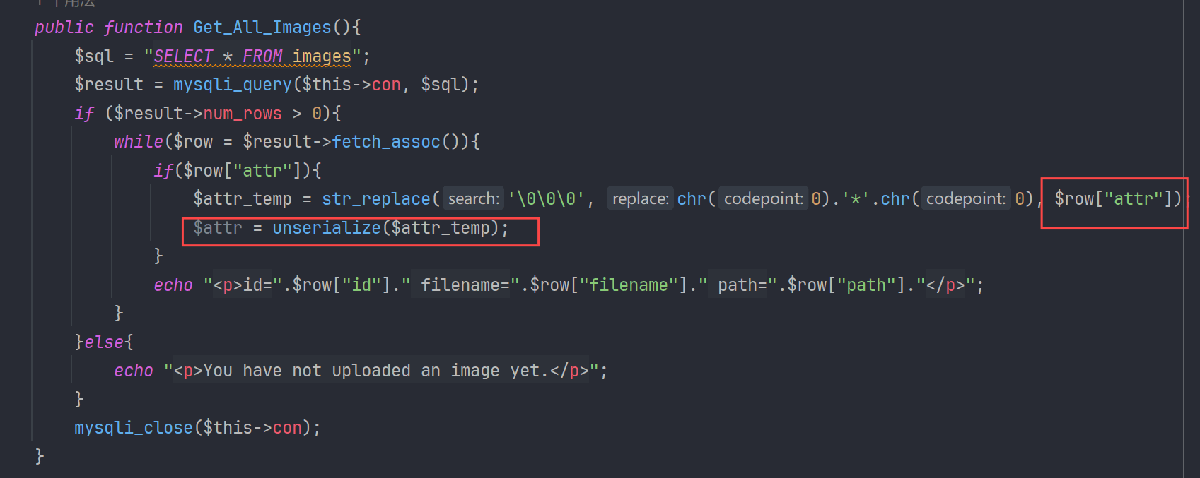 个用法
public function Get_All_Images(){
$sql = "SELECT * FROM images";
$result = mysqli_query($this->con, $sql);
if ($result->num_rows > 0){
while($row = $result->fetch_assoc()){
if($row["attr"]){
$attr_temp = str_replace( search: '\0\0\0', replace: chr( codepoint: 0).'*'.chr( codepoint: 0), $row["attr"])
$attr = unserialize($attr_temp);
}
echo "<p>id=".$row["id"]." filename=".$row["filename"]." path=".$row["path"]."</p>";
}
}else{
echo "<p>You have not uploaded an image yet.</p>";
}
mysqli_close($this->con);
}